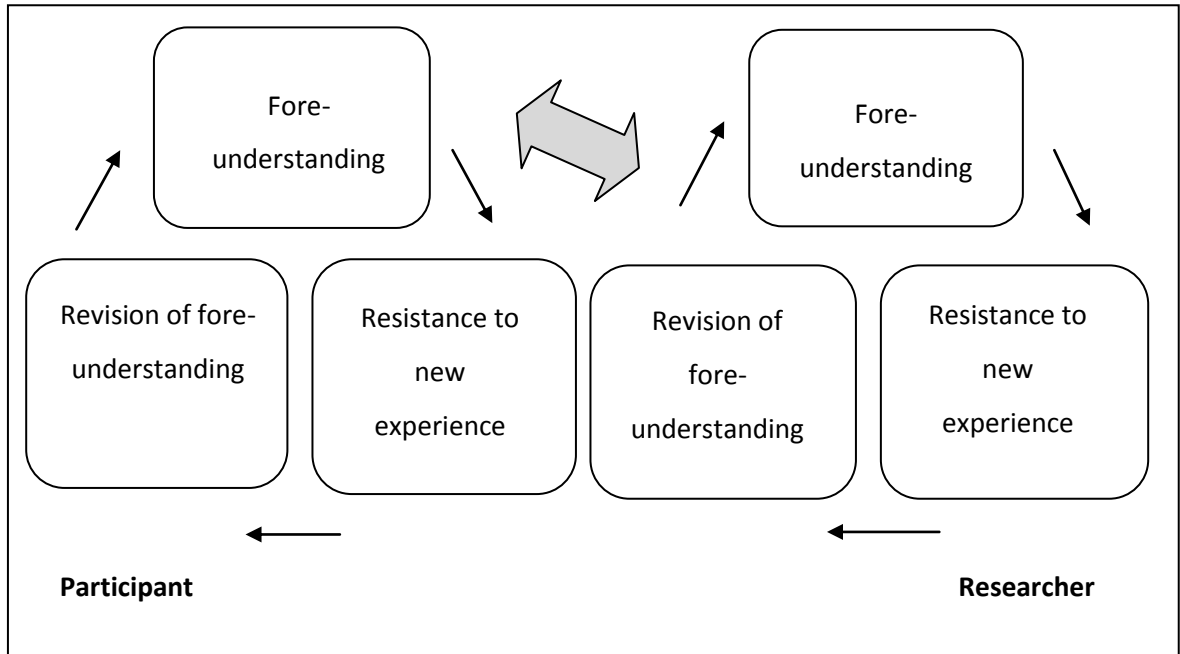 Fore-
understanding
Fore-
understanding
Revision of fore-
understanding
Resistance to
new
experience
Revision of
fore-
understanding
Resistance to
new
experience
Participant
Researcher